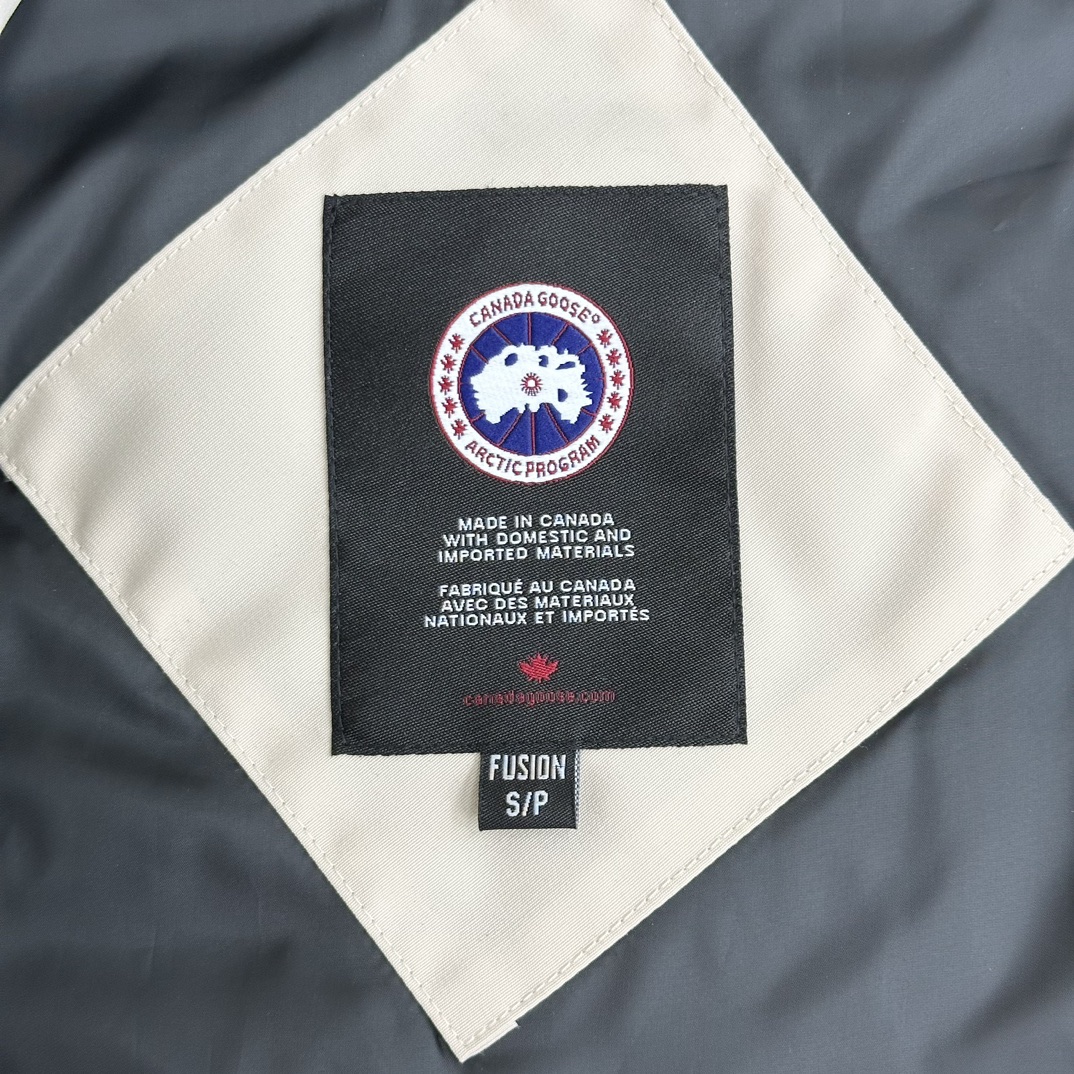 CANADA GOOSE®
ARCTIC PROGRAM
MADE IN CANADA
WITH DOMESTIC AND
IMPORTED MATERIALS
FABRIQUÉ AU CANADA
AVEC DES MATERIAUX
NATIONAUX ET IMPORTÉS
canadagoose.com
FUSION
S/P